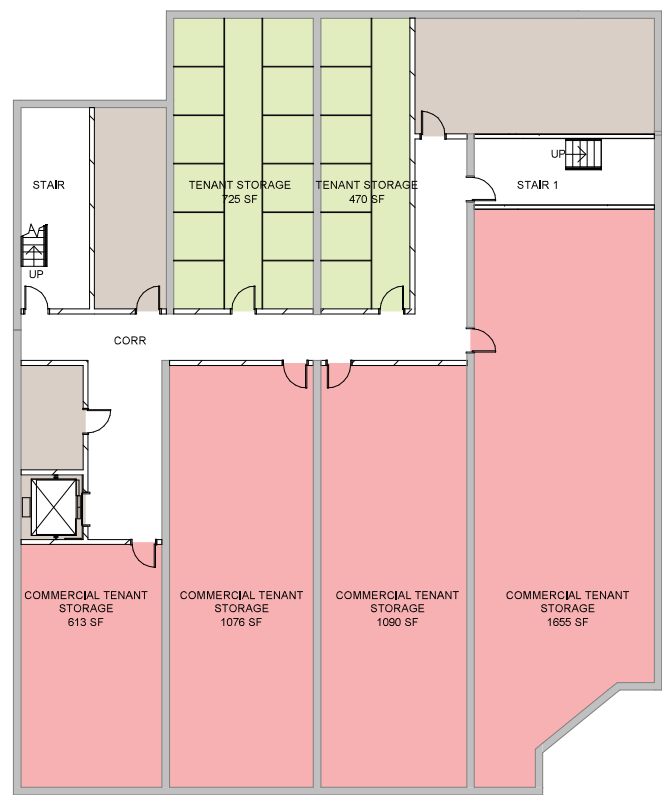 UP
STAIR
TENANT STORAGE
725 SF
TENANT STORAGE
470 SF
STAIR 1
UP
CORR
COMMERCIAL TENANT
STORAGE
613 SF
COMMERCIAL TENANT
STORAGE
1076 SF
COMMERCIAL TENANT
STORAGE
1090 SF
COMMERCIAL TENANT
STORAGE
1655 SF